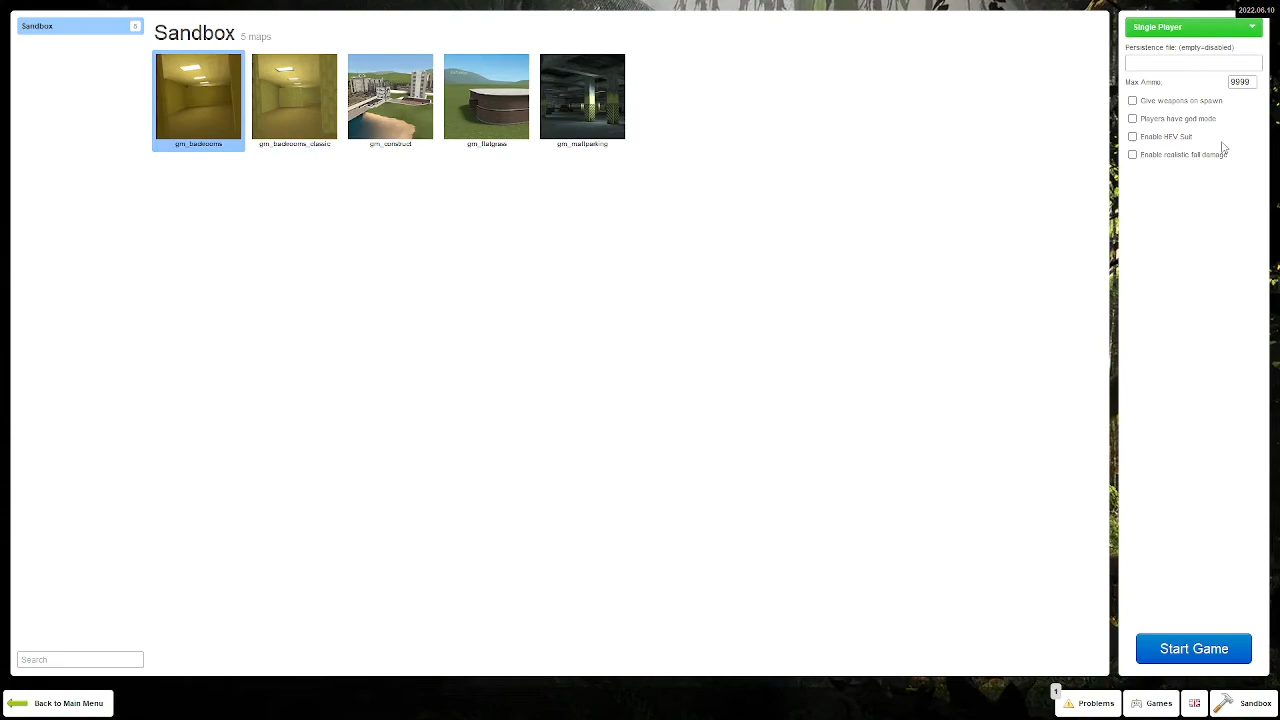 2022.06.10
Sandbox 5
Sandbox 5 maps
gm_backrooms
gm_backrooms_classic
gm_construct
gm_flatgrass
gm_mallparking
Search
Single Player
Persistence file: (empty=disabled)
Max Ammo: 9999
Give weapons on spawn
Players have god mode
Enable HEV Suit
Enable realistic fall damage
Start Game
Back to Main Menu
1
Problems
Games
Sandbox